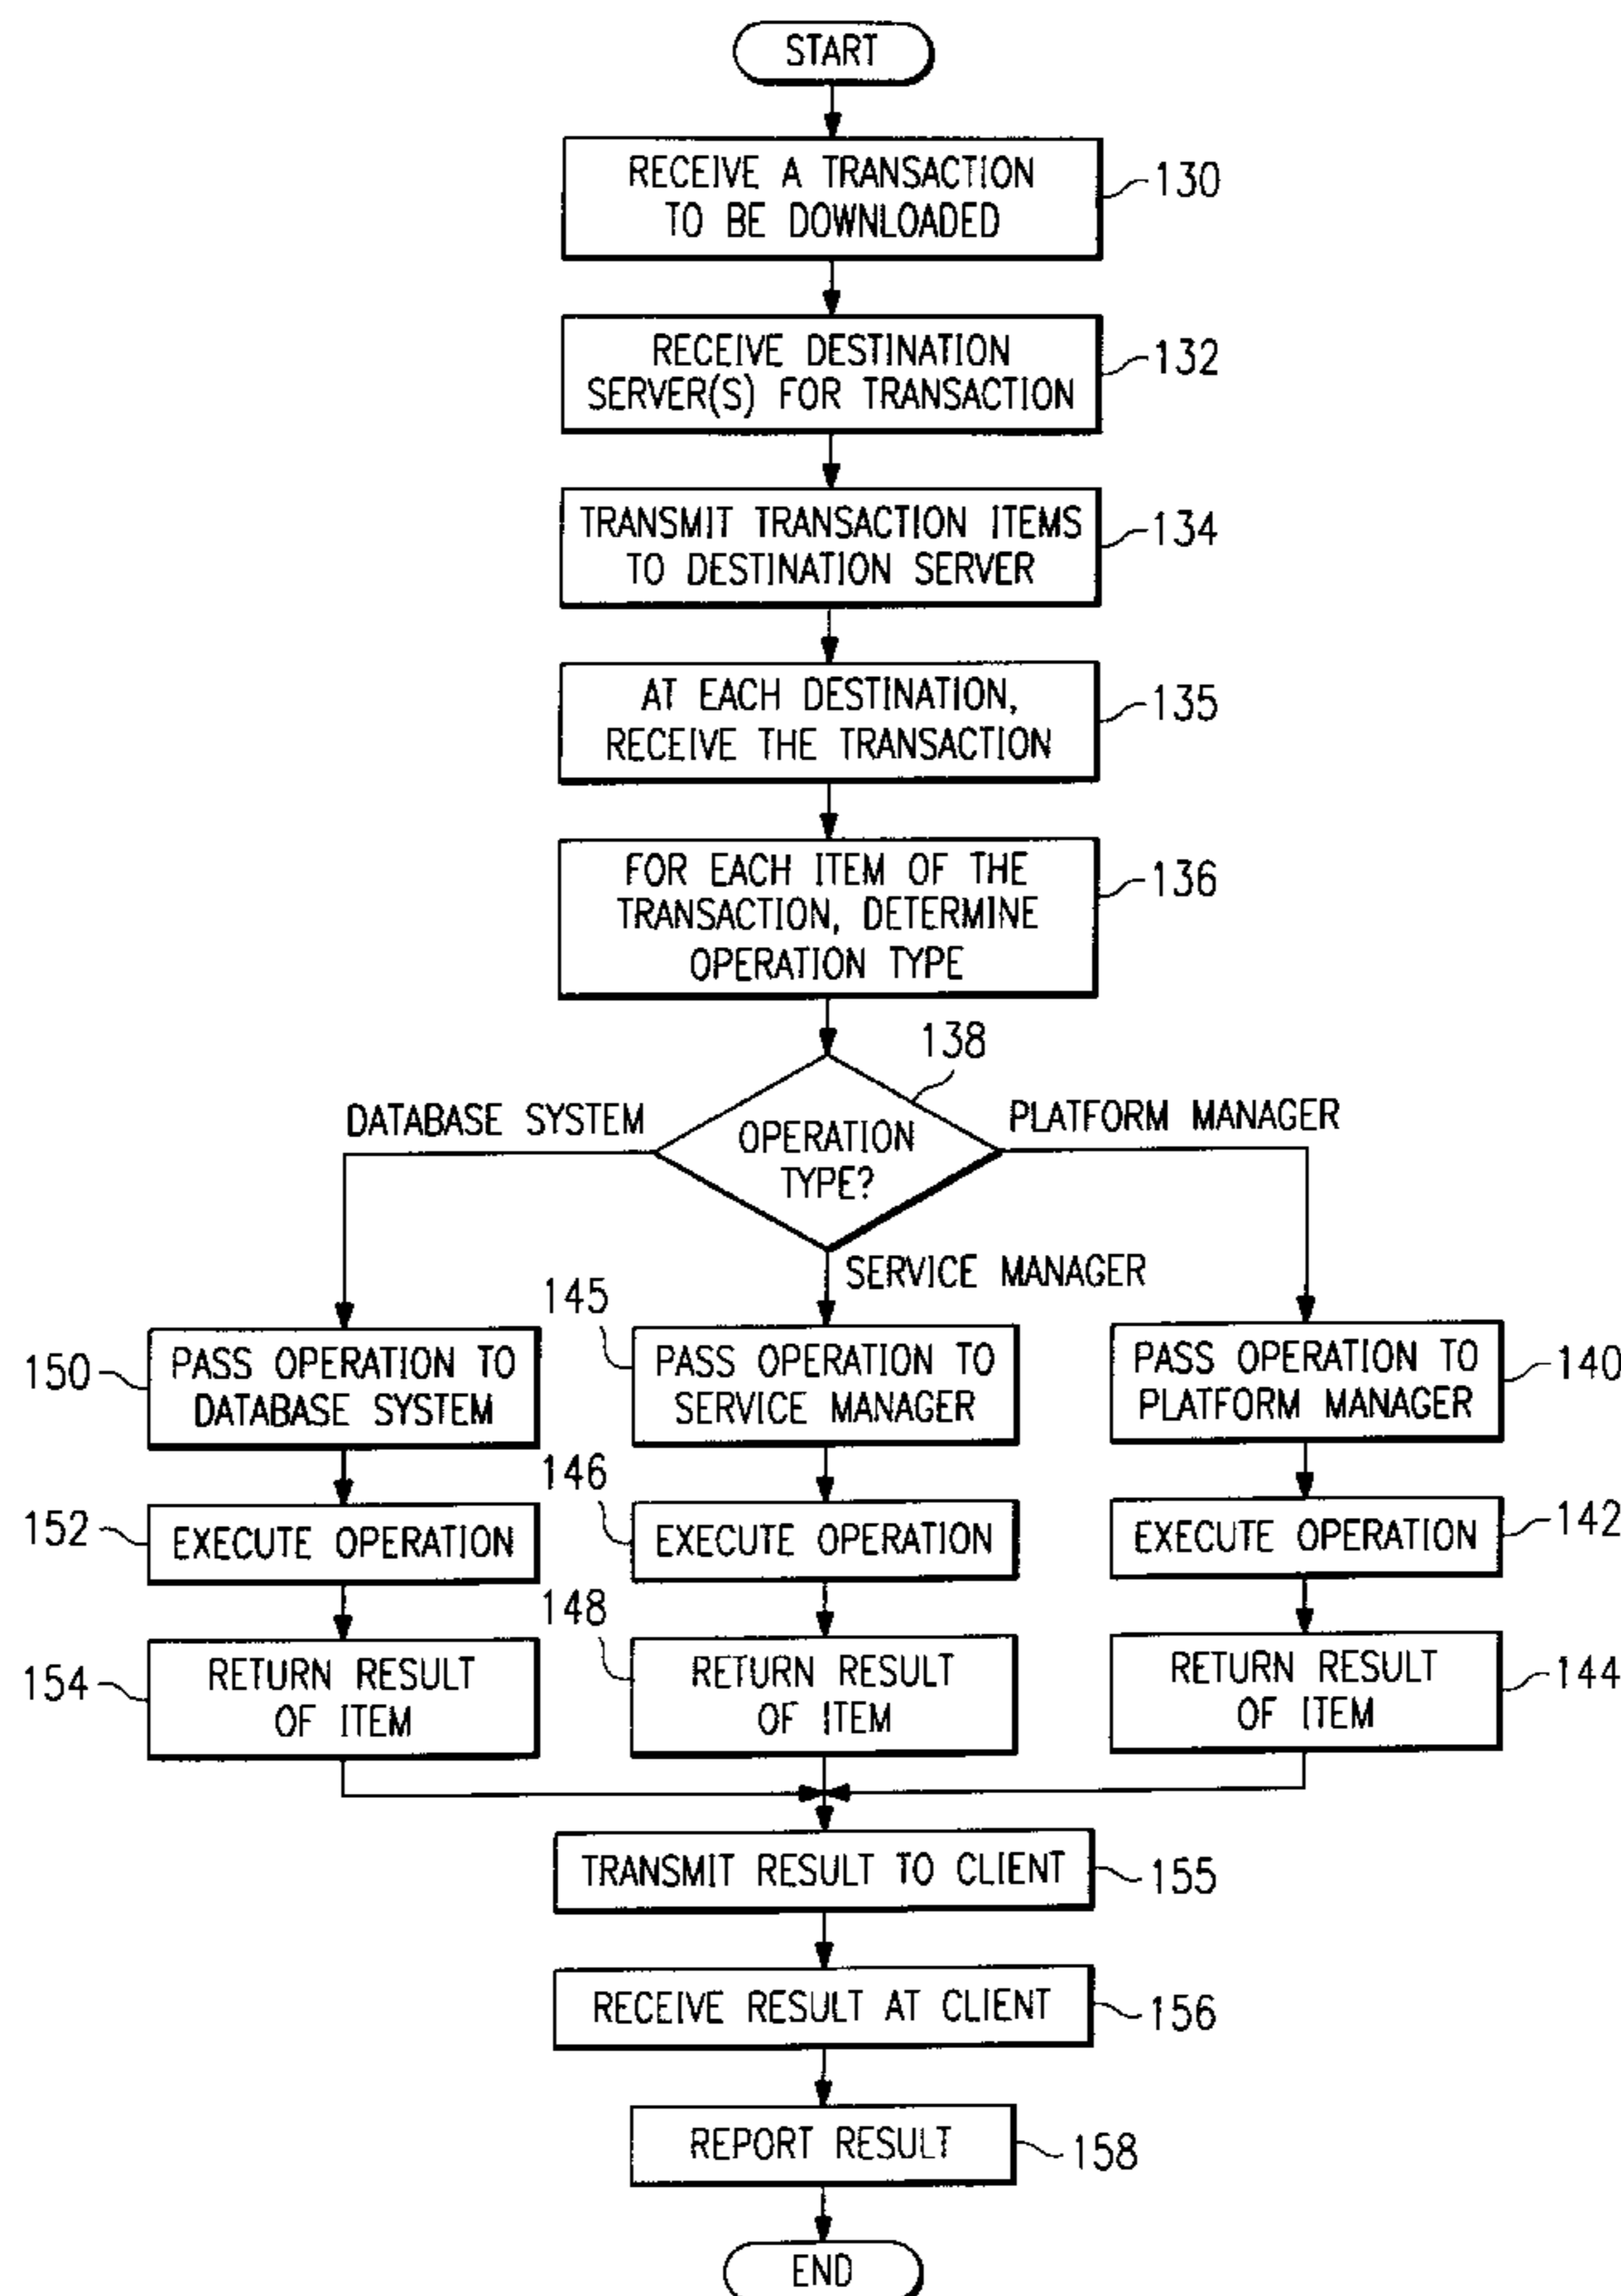 START
RECEIVE A TRANSACTION
TO BE DOWNLOADED
130
RECEIVE DESTINATION
SERVER(S) FOR TRANSACTION
132
TRANSMIT TRANSACTION ITEMS
TO DESTINATION SERVER
134
AT EACH DESTINATION,
RECEIVE THE TRANSACTION
135
FOR EACH ITEM OF THE
TRANSACTION, DETERMINE
OPERATION TYPE
136
138
DATABASE SYSTEM
OPERATION
TYPE?
PLATFORM MANAGER
SERVICE MANAGER
150
PASS OPERATION TO
DATABASE SYSTEM
145
PASS OPERATION TO
SERVICE MANAGER
PASS OPERATION TO
PLATFORM MANAGER
140
152
EXECUTE OPERATION
146
EXECUTE OPERATION
EXECUTE OPERATION
142
154
RETURN RESULT
OF ITEM
148
RETURN RESULT
OF ITEM
RETURN RESULT
OF ITEM
144
TRANSMIT RESULT TO CLIENT
155
RECEIVE RESULT AT CLIENT
156
REPORT RESULT
158
END